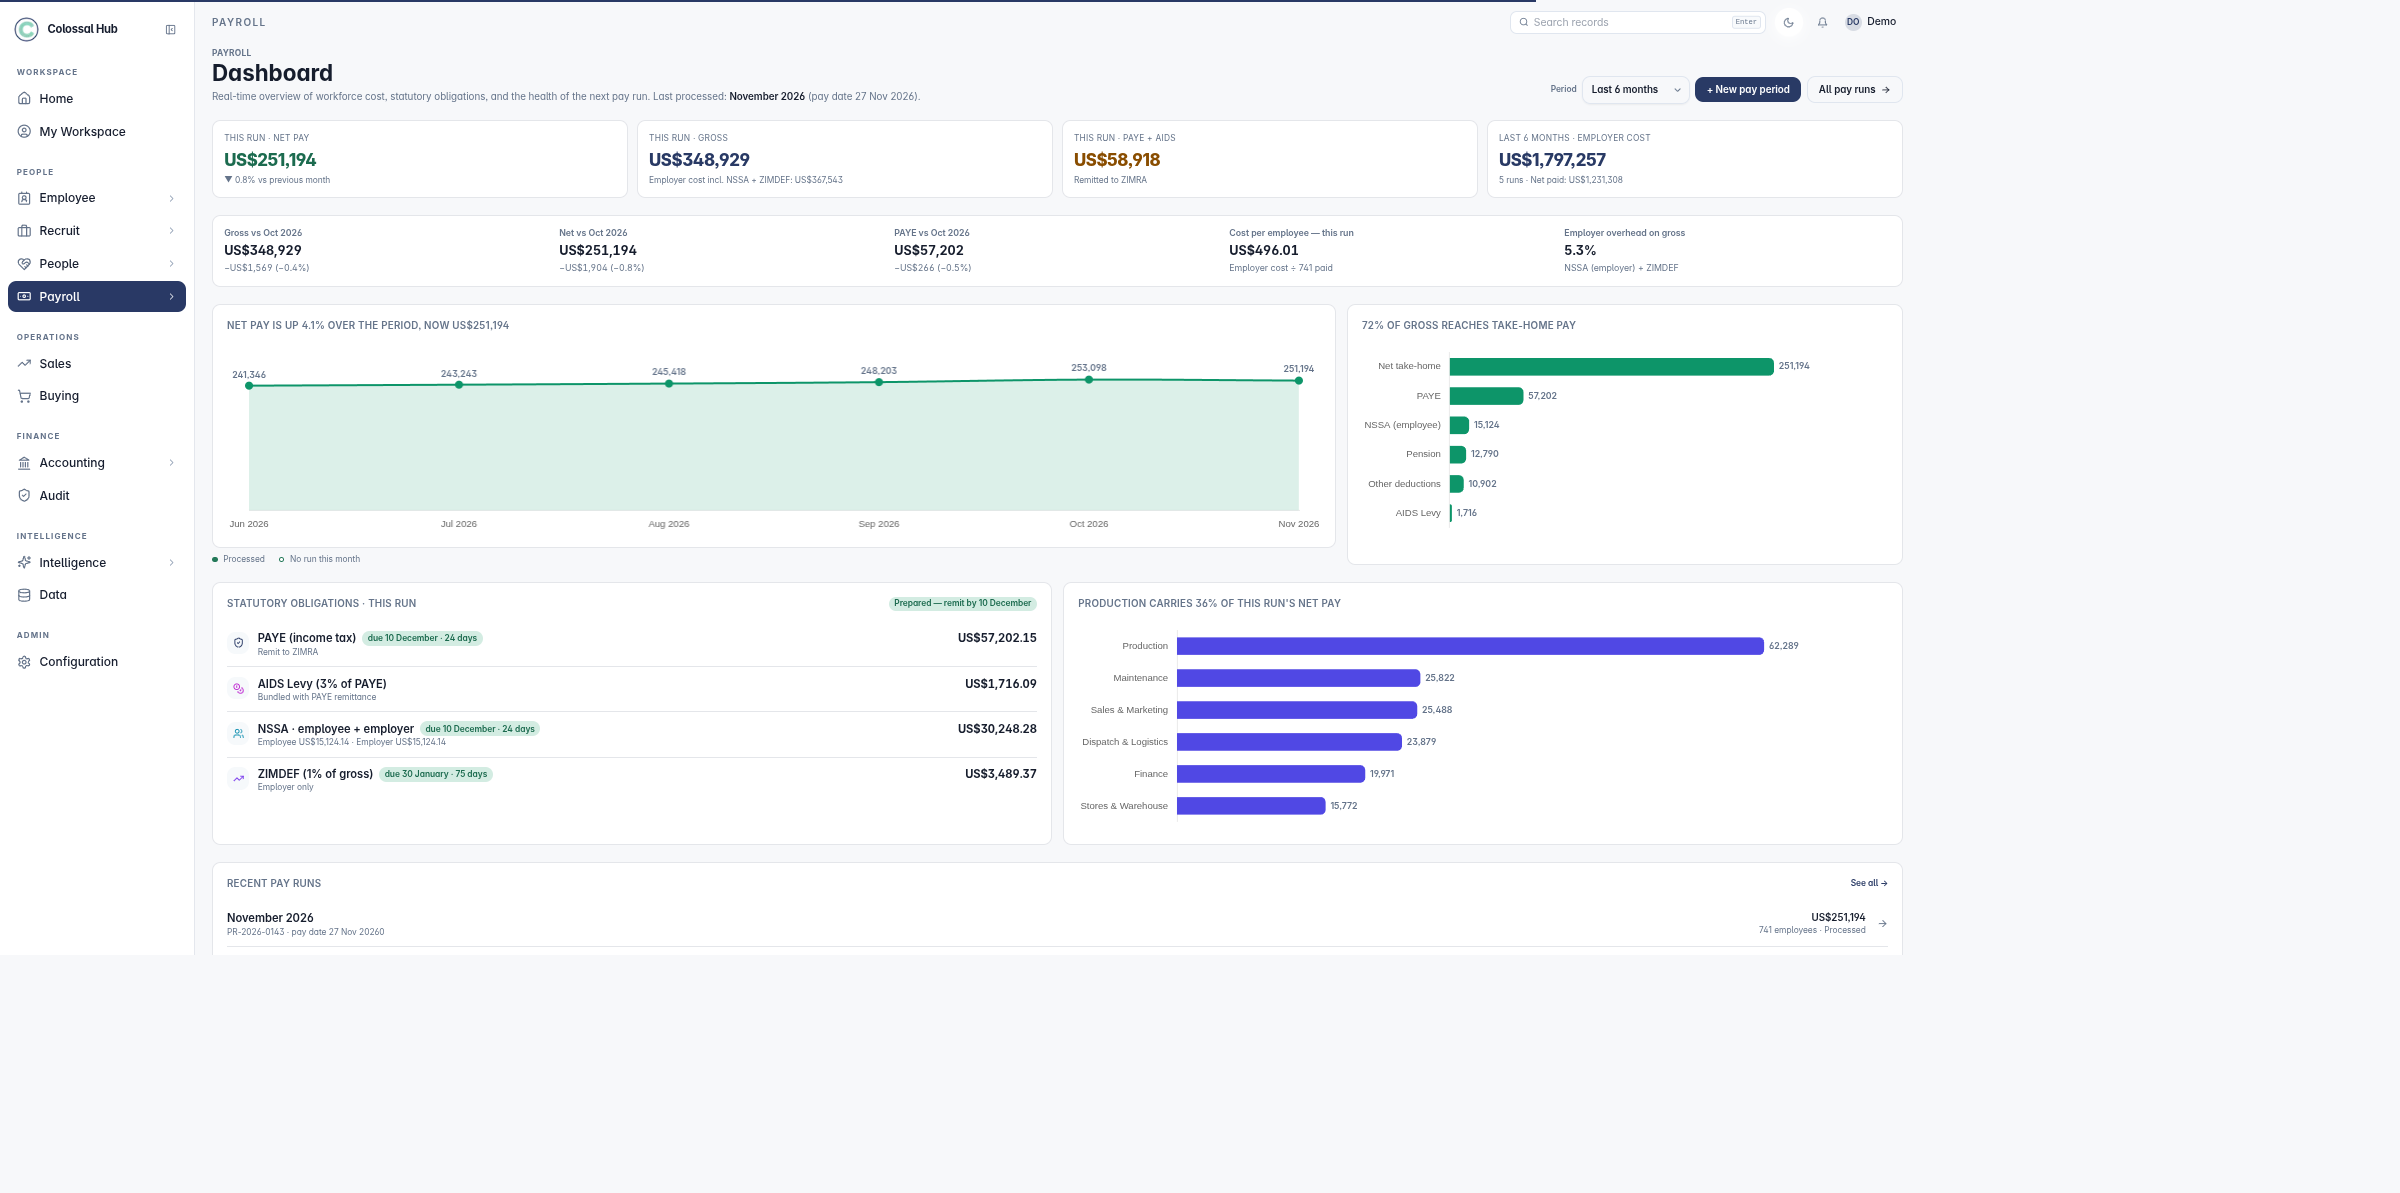 Colossal Hub
WORKSPACE
Home
My Workspace
PEOPLE
Employee
Recruit
People
Payroll
OPERATIONS
Sales
Buying
FINANCE
Accounting
Audit
INTELLIGENCE
Intelligence
Data
ADMIN
Configuration
PAYROLL
Search records
Enter
DO
Demo
PAYROLL
Dashboard
Real-time overview of workforce cost, statutory obligations, and the health of the next pay run. Last processed: November 2026 (pay date 27 Nov 2026).
Period
Last 6 months
+ New pay period
All pay runs →
THIS RUN · NET PAY
US$251,194
▼ 0.8% vs previous month
THIS RUN · GROSS
US$348,929
Employer cost incl. NSSA + ZIMDEF: US$367,543
THIS RUN · PAYE + AIDS
US$58,918
Remitted to ZIMRA
LAST 6 MONTHS · EMPLOYER COST
US$1,797,257
5 runs · Net paid: US$1,231,308
Gross vs Oct 2026
US$348,929
−US$1,569 (−0.4%)
Net vs Oct 2026
US$251,194
−US$1,904 (−0.8%)
PAYE vs Oct 2026
US$57,202
−US$266 (−0.5%)
Cost per employee — this run
US$496.01
Employer cost ÷ 741 paid
Employer overhead on gross
5.3%
NSSA (employer) + ZIMDEF
NET PAY IS UP 4.1% OVER THE PERIOD, NOW US$251,194
241,346
243,243
245,418
248,203
253,098
251,194
Jun 2026
Jul 2026
Aug 2026
Sep 2026
Oct 2026
Nov 2026
Processed
No run this month
72% OF GROSS REACHES TAKE-HOME PAY
Net take-home
251,194
PAYE
57,202
NSSA (employee)
15,124
Pension
12,790
Other deductions
10,902
AIDS Levy
1,716
STATUTORY OBLIGATIONS · THIS RUN
Prepared — remit by 10 December
PAYE (income tax)
due 10 December · 24 days
US$57,202.15
Remit to ZIMRA
AIDS Levy (3% of PAYE)
US$1,716.09
Bundled with PAYE remittance
NSSA · employee + employer
due 10 December · 24 days
US$30,248.28
Employee US$15,124.14 · Employer US$15,124.14
ZIMDEF (1% of gross)
due 30 January · 75 days
US$3,489.37
Employer only
PRODUCTION CARRIES 36% OF THIS RUN'S NET PAY
Production
62,289
Maintenance
25,822
Sales & Marketing
25,488
Dispatch & Logistics
23,879
Finance
19,971
Stores & Warehouse
15,772
RECENT PAY RUNS
See all →
November 2026
PR-2026-0143 · pay date 27 Nov 20260
US$251,194
741 employees · Processed
→